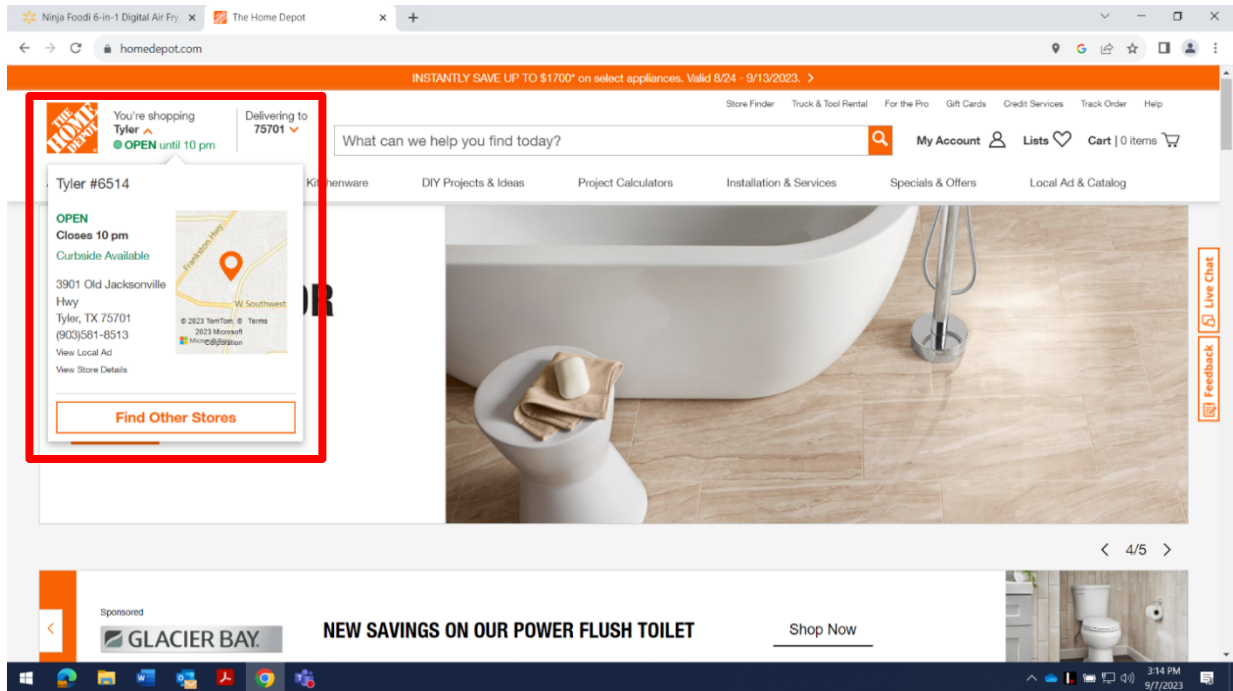 Ninja Foodi 6-in-1 Digital Air Fry
The Home Depot
homedepot.com
INSTANTLY SAVE UP TO $1700* on select appliances. Valid 8/24 - 9/13/2023. >
Store Finder Truck & Tool Rental For the Pro Gift Cards Credit Services Track Order Help
THE HOME DEPOT
You're shopping
Tyler
OPEN until 10 pm
Delivering to
75701
What can we help you find today?
My Account Lists Cart | 0 items
DIY Projects & Ideas Project Calculators Installation & Services Specials & Offers Local Ad & Catalog
Tyler #6514
OPEN
Closes 10 pm
Curbside Available
3901 Old Jacksonville
Hwy
Tyler, TX 75701
(903)581-8513
View Local Ad
View Store Details
Frankston Hwy
W Southwest
© 2023 TomTom, © Terms
2023 Microsoft
Corporation
Find Other Stores
Live Chat
Feedback
4/5
Sponsored
GLACIER BAY.
NEW SAVINGS ON OUR POWER FLUSH TOILET
Shop Now
3:14 PM
9/7/2023